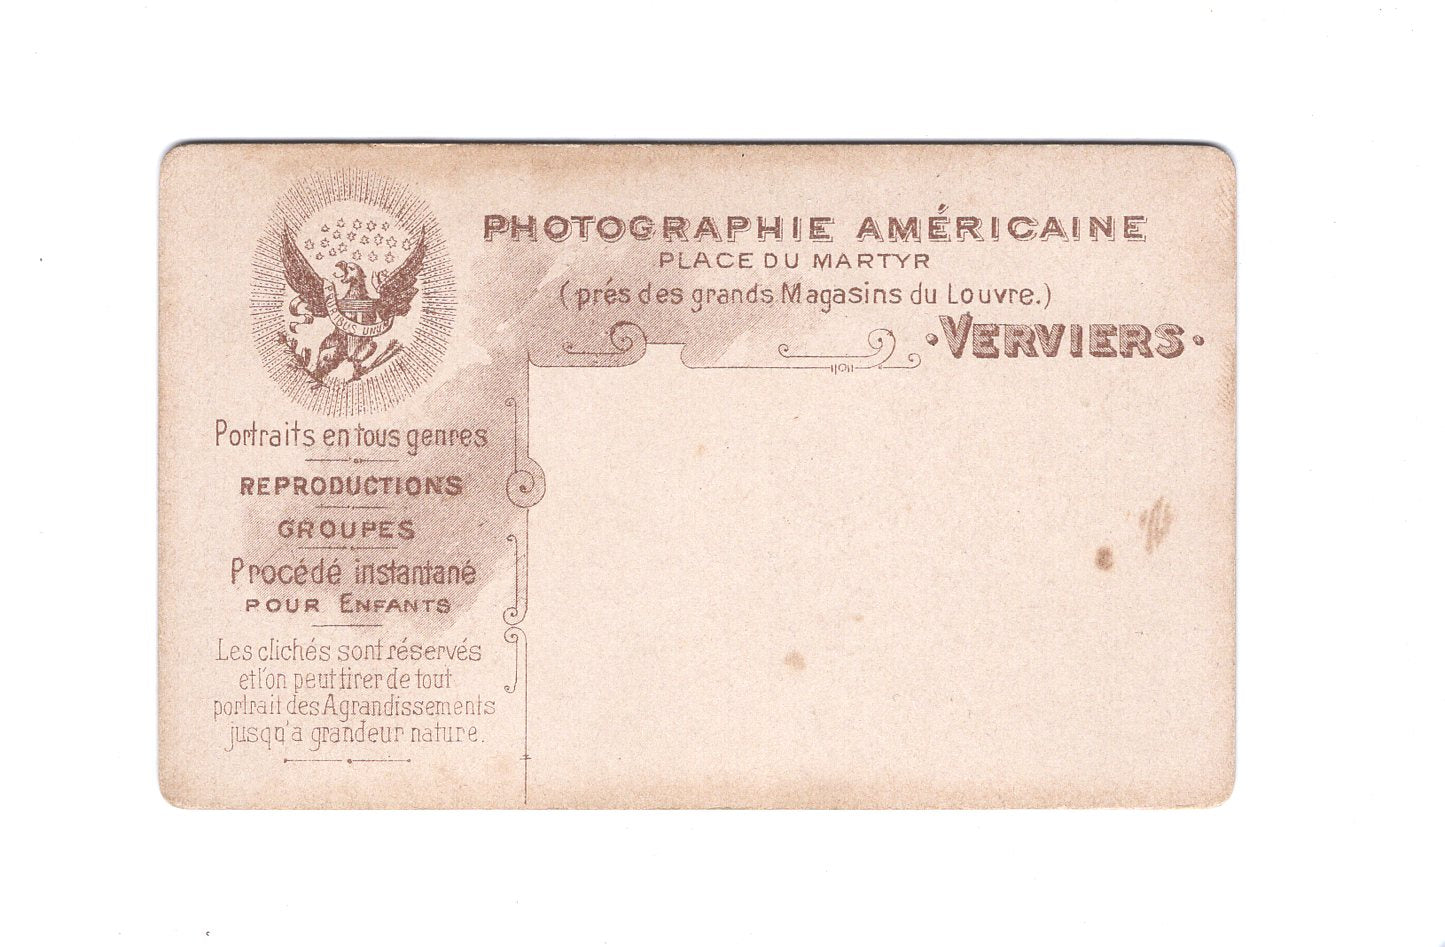 PHOTOGRAPHIE AMÉRICAINE
PLACE DU MARTYR
(prés des grands Magasins du Louvre.)
• VERVIERS •
PLURIBUS UNUM
Portraits en tous genres
REPRODUCTIONS
GROUPES
Procédé instantané
POUR ENFANTS
Les clichés sont réservés
et l'on peut tirer de tout
portrait des Agrandissements
jusqu'a grandeur nature.